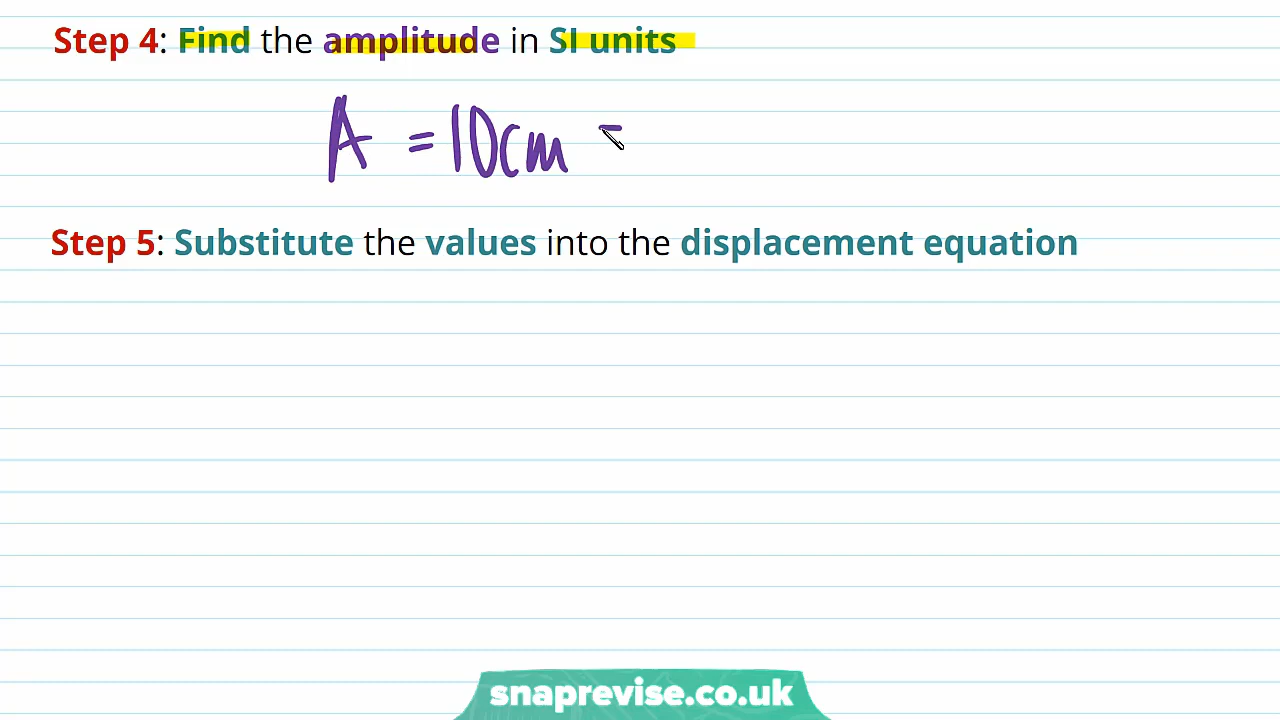 Step 4: Find the amplitude in SI units
A = 10cm =
Step 5: Substitute the values into the displacement equation
snaprevise.co.uk